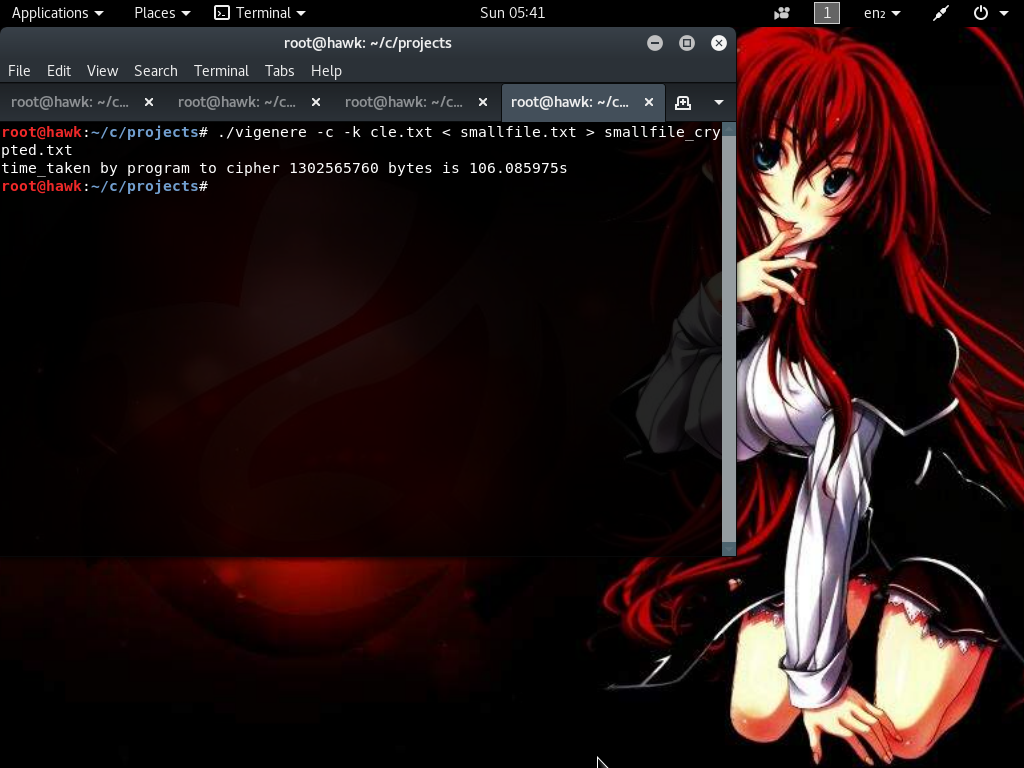 Applications Places Terminal Sun 05:41 1 en₂
root@hawk: ~/c/projects
File Edit View Search Terminal Tabs Help
root@hawk: ~/c... root@hawk: ~/c... root@hawk: ~/c... root@hawk: ~/c...
root@hawk:~/c/projects# ./vigenere -c -k cle.txt < smallfile.txt > smallfile_cry
pted.txt
time_taken by program to cipher 1302565760 bytes is 106.085975s
root@hawk:~/c/projects#